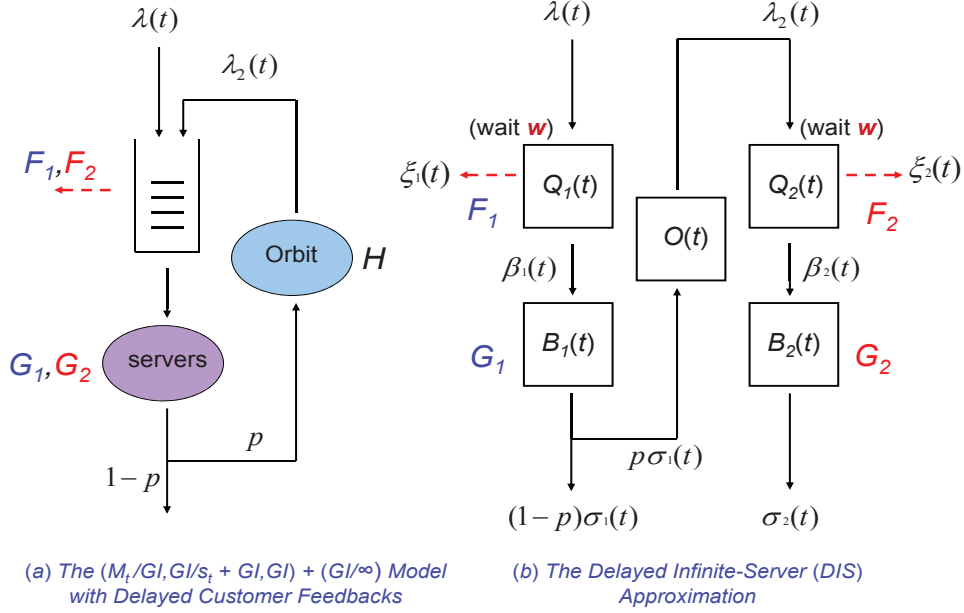 λ(t)
λ₂(t)
F₁,F₂
Orbit
H
servers
G₁,G₂
p
1−p
(a) The (Mₜ/GI,GI/sₜ + GI,GI) + (GI/∞) Model
with Delayed Customer Feedbacks
λ(t)
λ₂(t)
(wait w)
(wait w)
ξ₁(t)
Q₁(t)
Q₂(t)
ξ₂(t)
F₁
O(t)
F₂
β₁(t)
β₂(t)
G₁
B₁(t)
B₂(t)
G₂
pσ₁(t)
(1−p)σ₁(t)
σ₂(t)
(b) The Delayed Infinite-Server (DIS)
Approximation